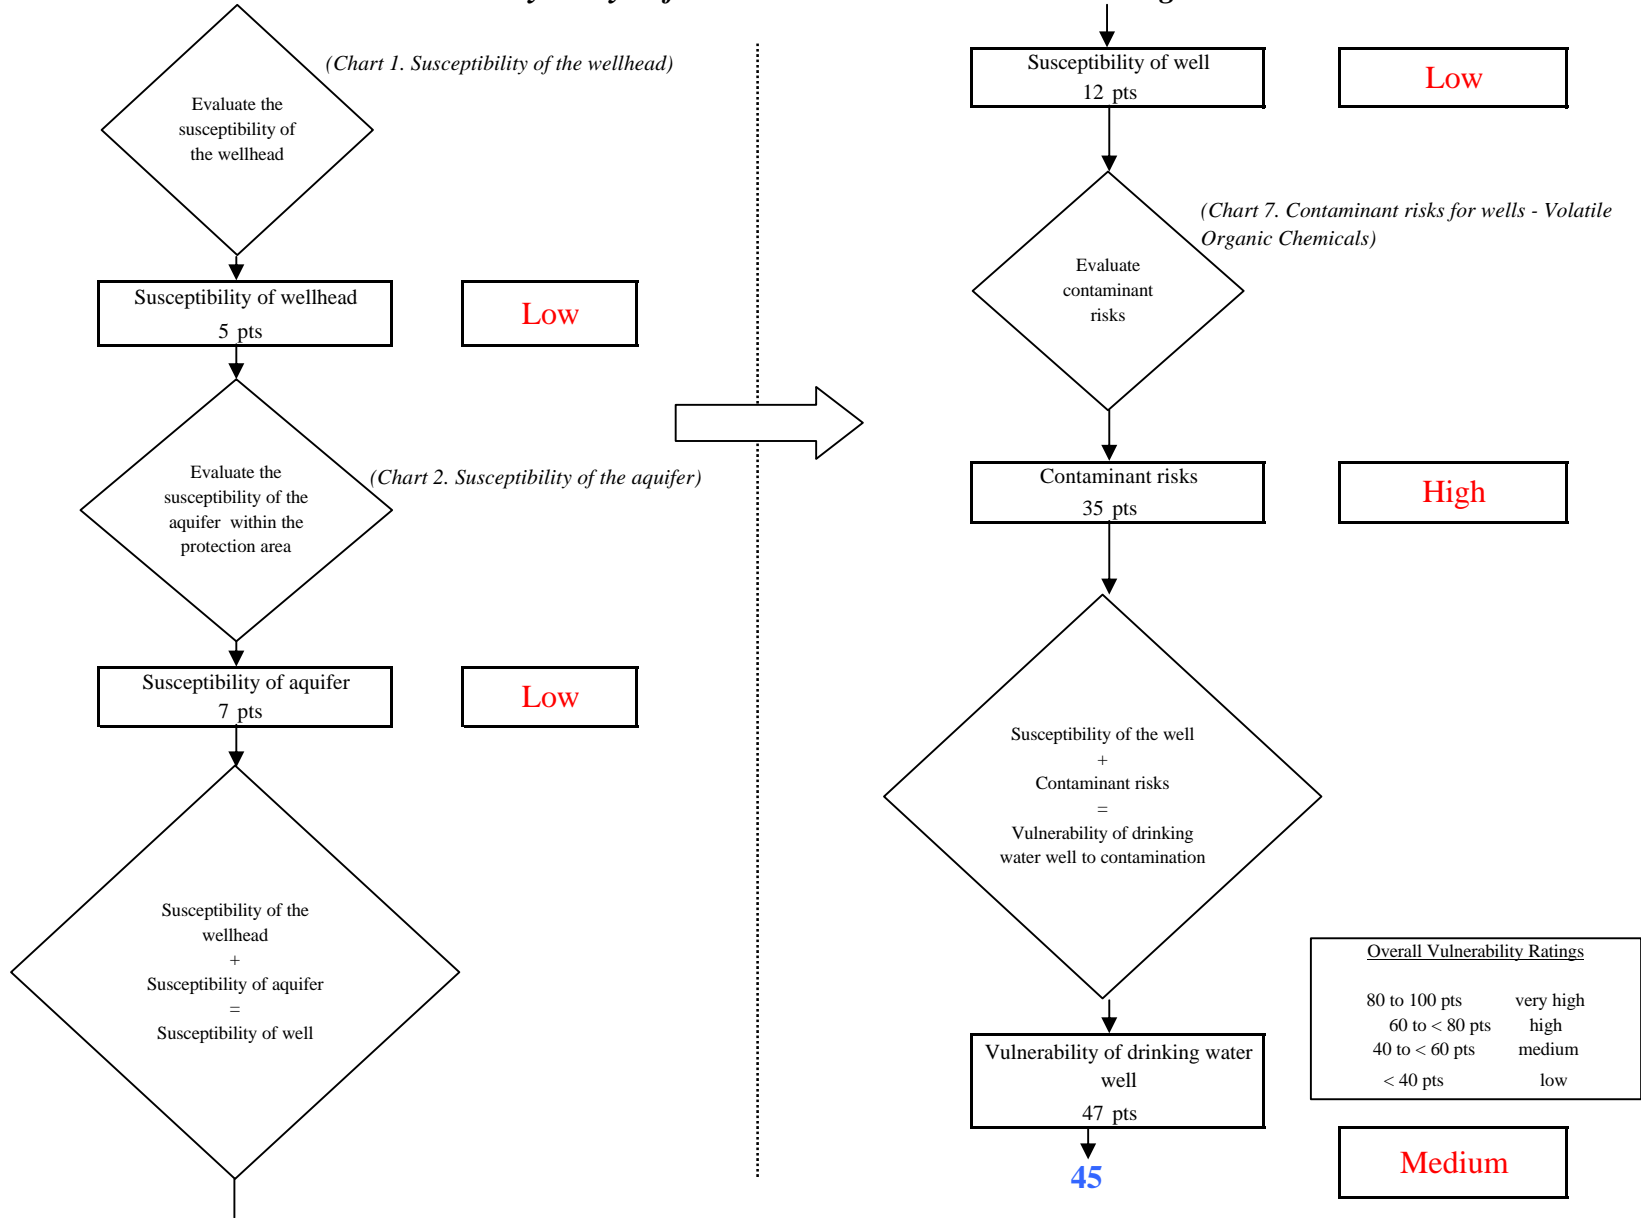 (Chart 1. Susceptibility of the wellhead)
Evaluate the
susceptibility of
the wellhead
Susceptibility of wellhead
5 pts
Low
Evaluate the
susceptibility of the
aquifer within the
protection area
(Chart 2. Susceptibility of the aquifer)
Susceptibility of aquifer
7 pts
Low
Susceptibility of the
wellhead
+
Susceptibility of aquifer
=
Susceptibility of well
Susceptibility of well
12 pts
Low
(Chart 7. Contaminant risks for wells - Volatile
Organic Chemicals)
Evaluate
contaminant
risks
Contaminant risks
35 pts
High
Susceptibility of the well
+
Contaminant risks
=
Vulnerability of drinking
water well to contamination
Vulnerability of drinking water
well
47 pts
45
Overall Vulnerability Ratings
80 to 100 pts very high
60 to < 80 pts high
40 to < 60 pts medium
< 40 pts low
Medium